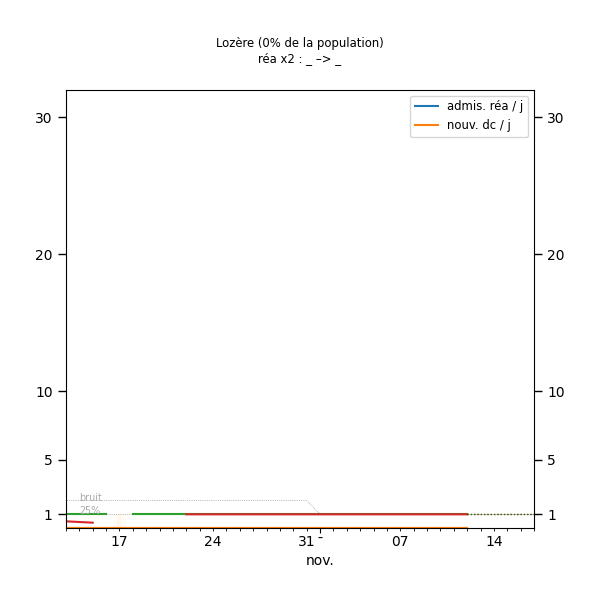 Lozère (0% de la population)
réa x2 : _ –> _
admis. réa / j
nouv. dc / j
30 30
20 20
10 10
5 5
bruit
25%
1 1
17 24 31 - 07 14
nov.